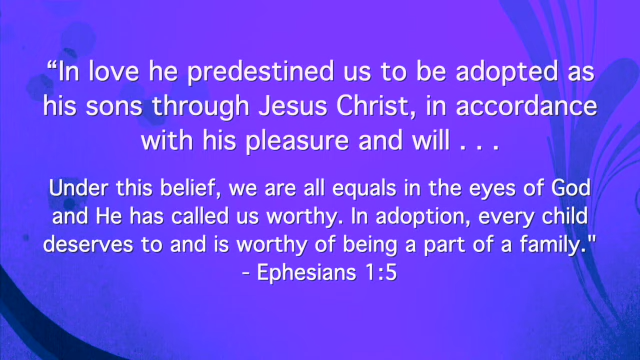 “In love he predestined us to be adopted as
his sons through Jesus Christ, in accordance
with his pleasure and will . . .
Under this belief, we are all equals in the eyes of God
and He has called us worthy. In adoption, every child
deserves to and is worthy of being a part of a family."
- Ephesians 1:5